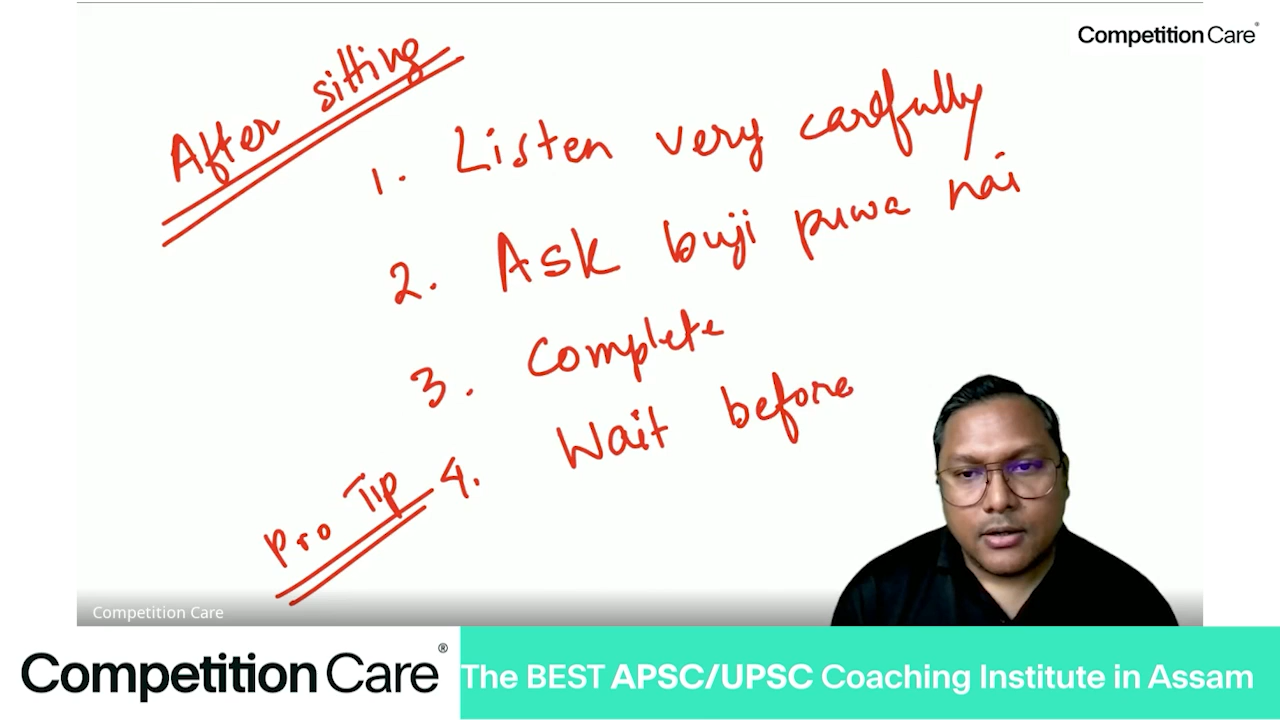 Competition Care®
After sitting
1. Listen very carefully
2. Ask buji puwa nai
3. Complete
Pro Tip 4. Wait before
Competition Care
Competition Care®
The BEST APSC/UPSC Coaching Institute in Assam